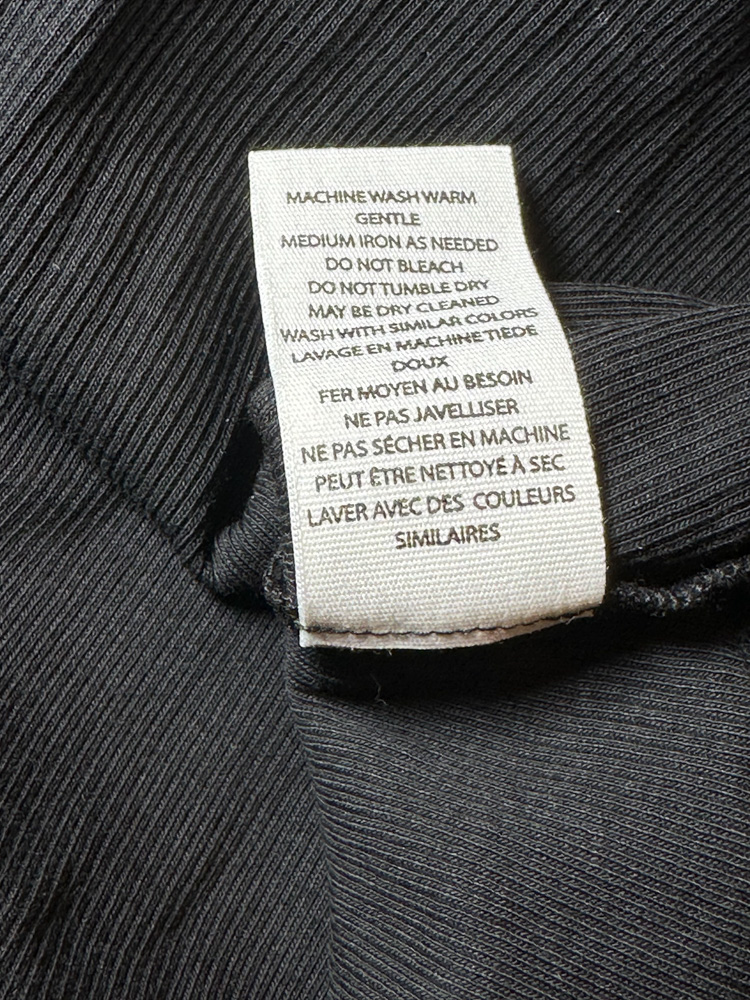 MACHINE WASH WARM
GENTLE
MEDIUM IRON AS NEEDED
DO NOT BLEACH
DO NOT TUMBLE DRY
MAY BE DRY CLEANED
WASH WITH SIMILAR COLORS
LAVAGE EN MACHINE TIEDE
DOUX
FER MOYEN AU BESOIN
NE PAS JAVELLISER
NE PAS SÉCHER EN MACHINE
PEUT ÊTRE NETTOYÉ À SEC
LAVER AVEC DES COULEURS
SIMILAIRES